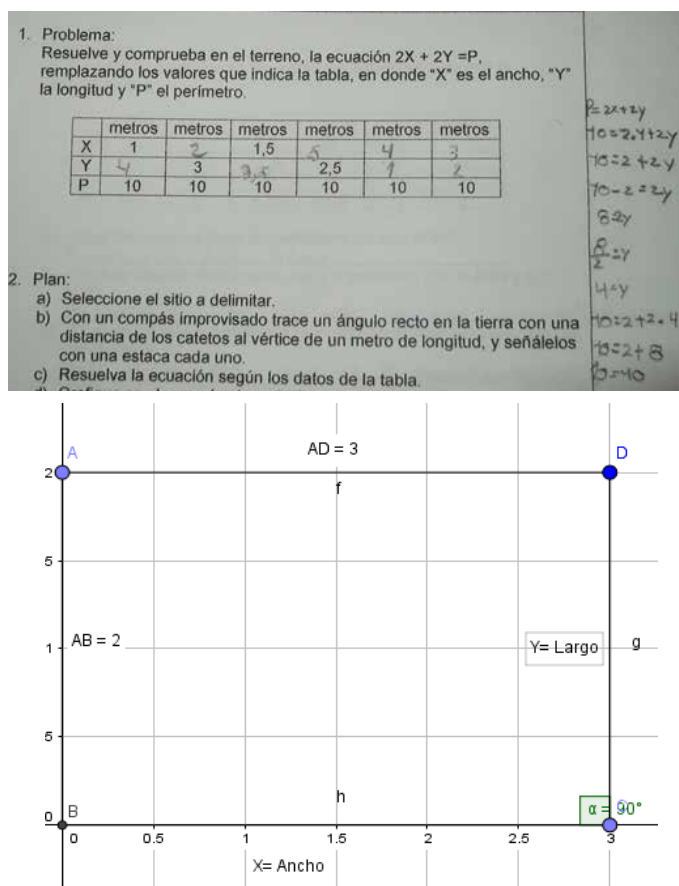 1. Problema:
Resuelve y comprueba en el terreno, la ecuación 2X + 2Y =P,
remplazando los valores que indica la tabla, en donde "X" es el ancho, "Y"
la longitud y "P" el perímetro.
metros metros metros metros metros metros
X 1 2 1,5 5 4 3
Y 4 3 3,5 2,5 1 2
P 10 10 10 10 10 10
P=2x+2y
10=2.1+2y
10=2+2y
10-2=2y
8=2y
8/2=y
4=y
10=2+2.4
10=2+8
10=10
2. Plan:
a) Seleccione el sitio a delimitar.
b) Con un compás improvisado trace un ángulo recto en la tierra con una
distancia de los catetos al vértice de un metro de longitud, y señálelos
con una estaca cada uno.
c) Resuelva la ecuación según los datos de la tabla.
A AD = 3 D
2
f
5
AB = 2
1 Y= Largo g
5
h
0 B α = 90°
0 0.5 1 1.5 2 2.5 3
X= Ancho